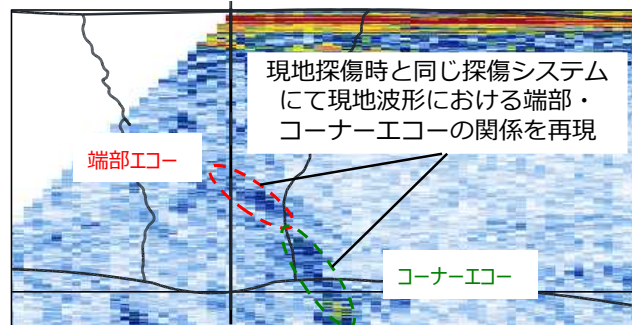 現地探傷時と同じ探傷システム
にて現地波形における端部・
コーナーエコーの関係を再現
端部エコー
コーナーエコー